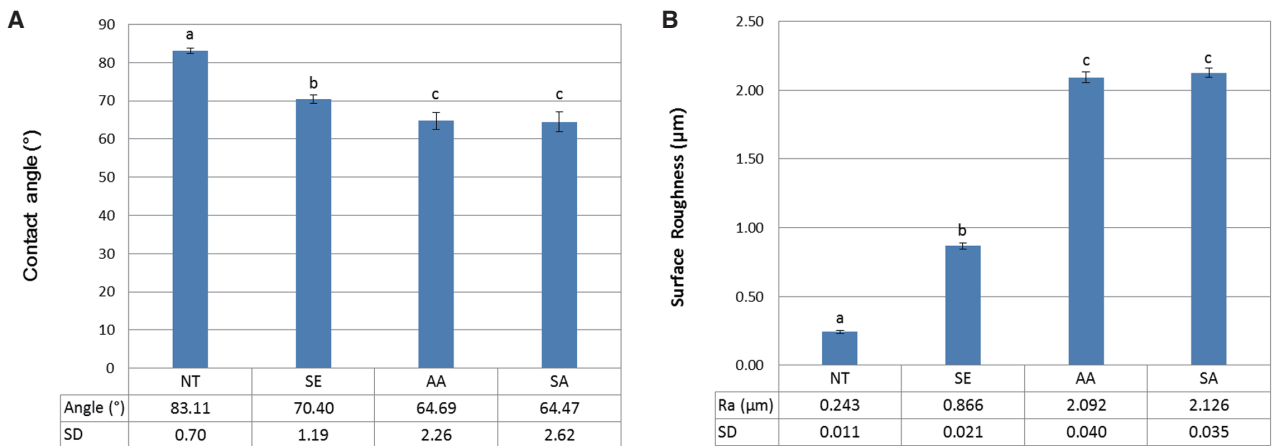 A
90
80
70
60
50
40
30
20
10
0
Contact angle (°)
a
b
c
c
NT SE AA SA
Angle (°) 83.11 70.40 64.69 64.47
SD 0.70 1.19 2.26 2.62
B
2.50
2.00
1.50
1.00
0.50
0.00
Surface Roughness (μm)
a
b
c
c
NT SE AA SA
Ra (μm) 0.243 0.866 2.092 2.126
SD 0.011 0.021 0.040 0.035